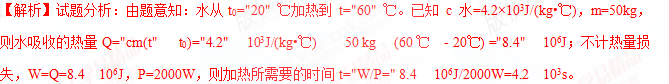 【解析】试题分析：由题意知：水从 t₀="20" ℃加热到 t="60" ℃。已知 c 水=4.2×10³J/(kg•℃)，m=50kg，
则水吸收的热量 Q="cm(t" t₀)="4.2" 10³J/(kg•℃) 50 kg (60℃ - 20℃) ="8.4" 10⁶J；不计热量损
失，W=Q=8.4 10⁶J，P=2000W，则加热所需要的时间 t="W/P=" 8.4 10⁶J/2000W=4.2 10³s。